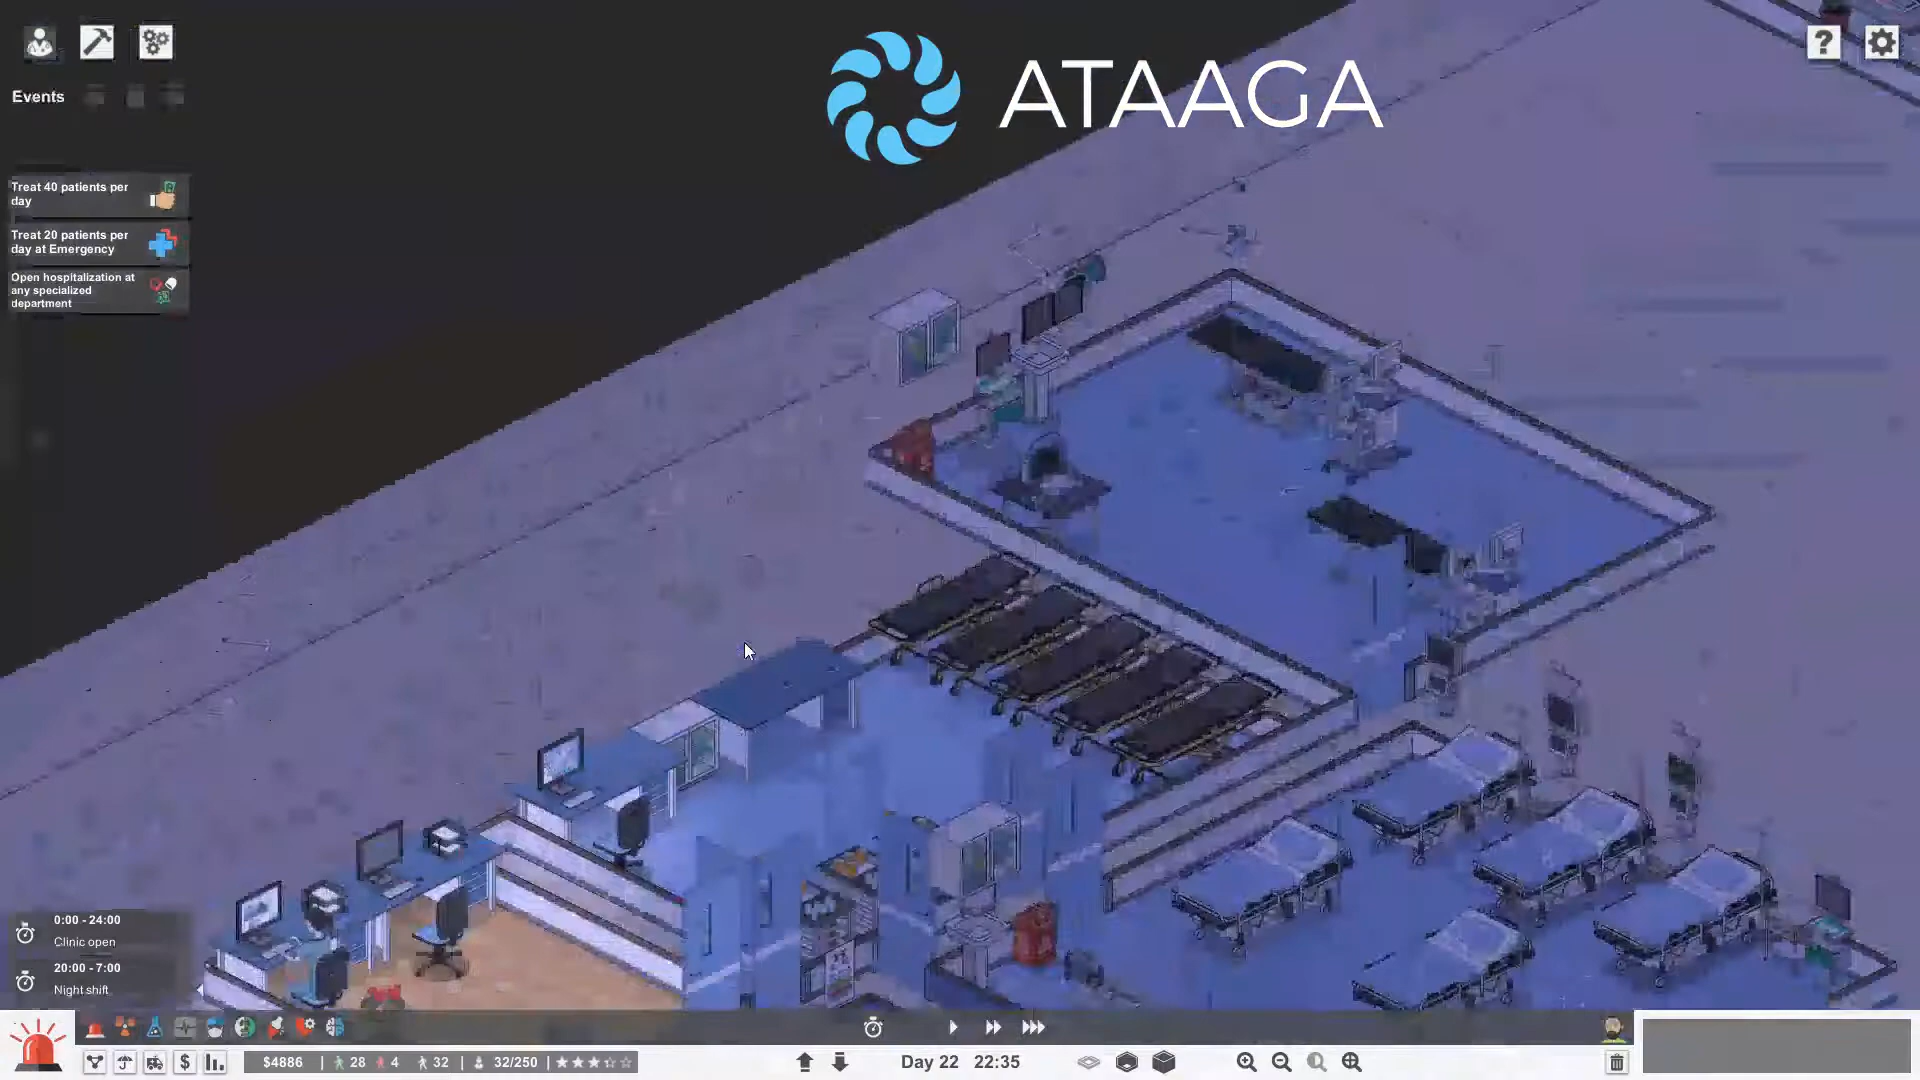 ATAAGA
Events
Treat 40 patients per
day
Treat 20 patients per
day at Emergency
Open hospitalization at
any specialized
department
0:00 - 24:00
Clinic open
20:00 - 7:00
Night shift
$4886 | 28 4 | 32 | 32/250 |
Day 22 22:35